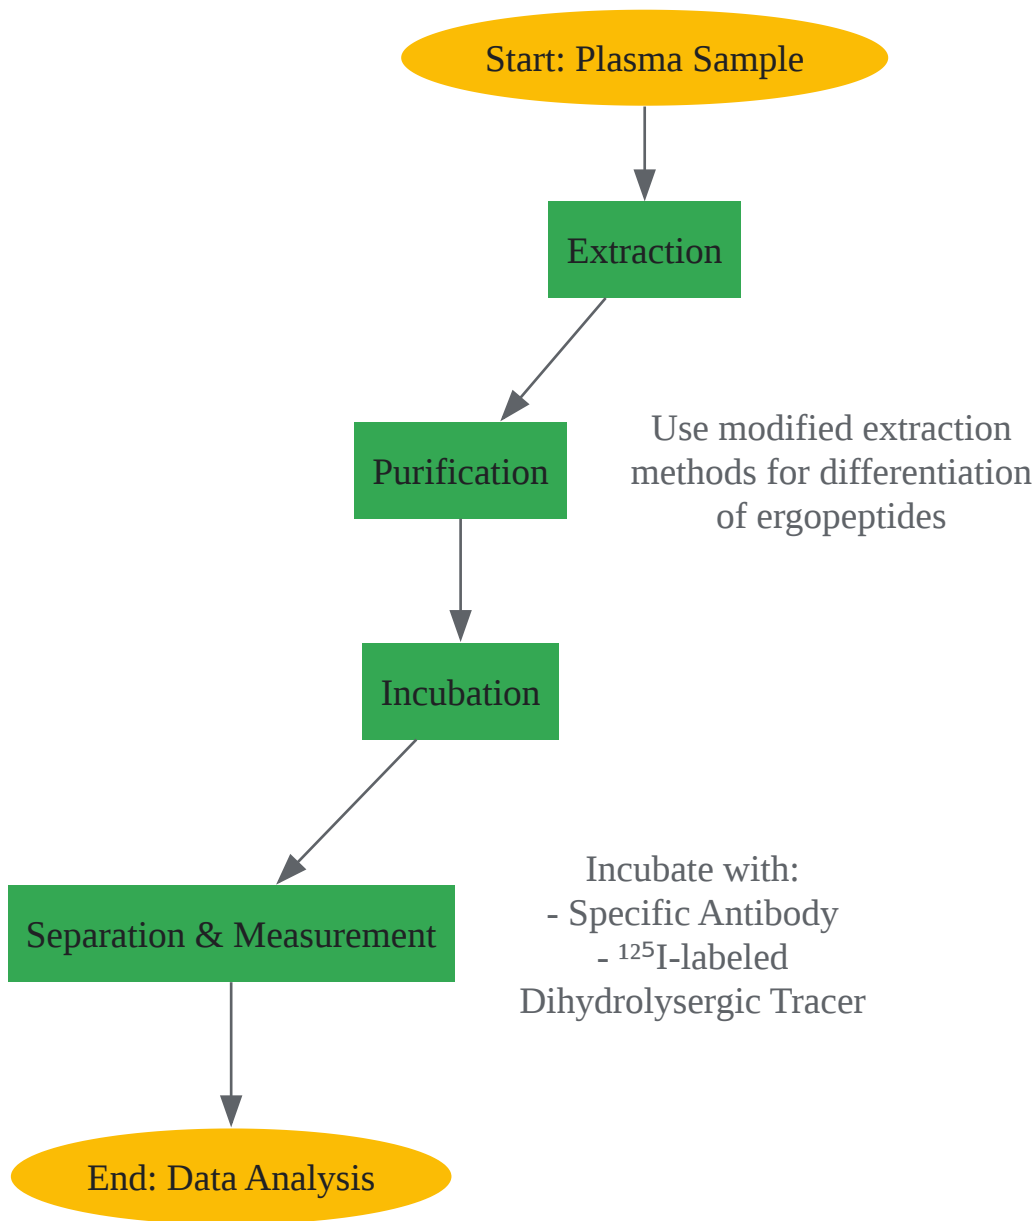 Start: Plasma Sample
Extraction
Use modified extraction
methods for differentiation
of ergopeptides
Purification
Incubation
Incubate with:
- Specific Antibody
- ¹²⁵I-labeled
Dihydrolysergic Tracer
Separation & Measurement
End: Data Analysis